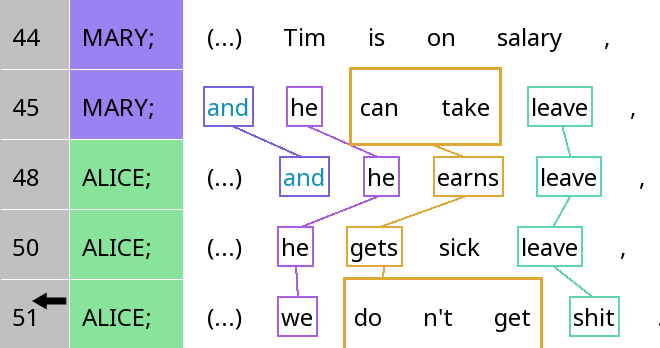 44 MARY; (...) Tim is on salary ,
45 MARY; and he can take leave ,
48 ALICE; (...) and he earns leave ,
50 ALICE; (...) he gets sick leave ,
51 ALICE; (...) we do n't get shit .